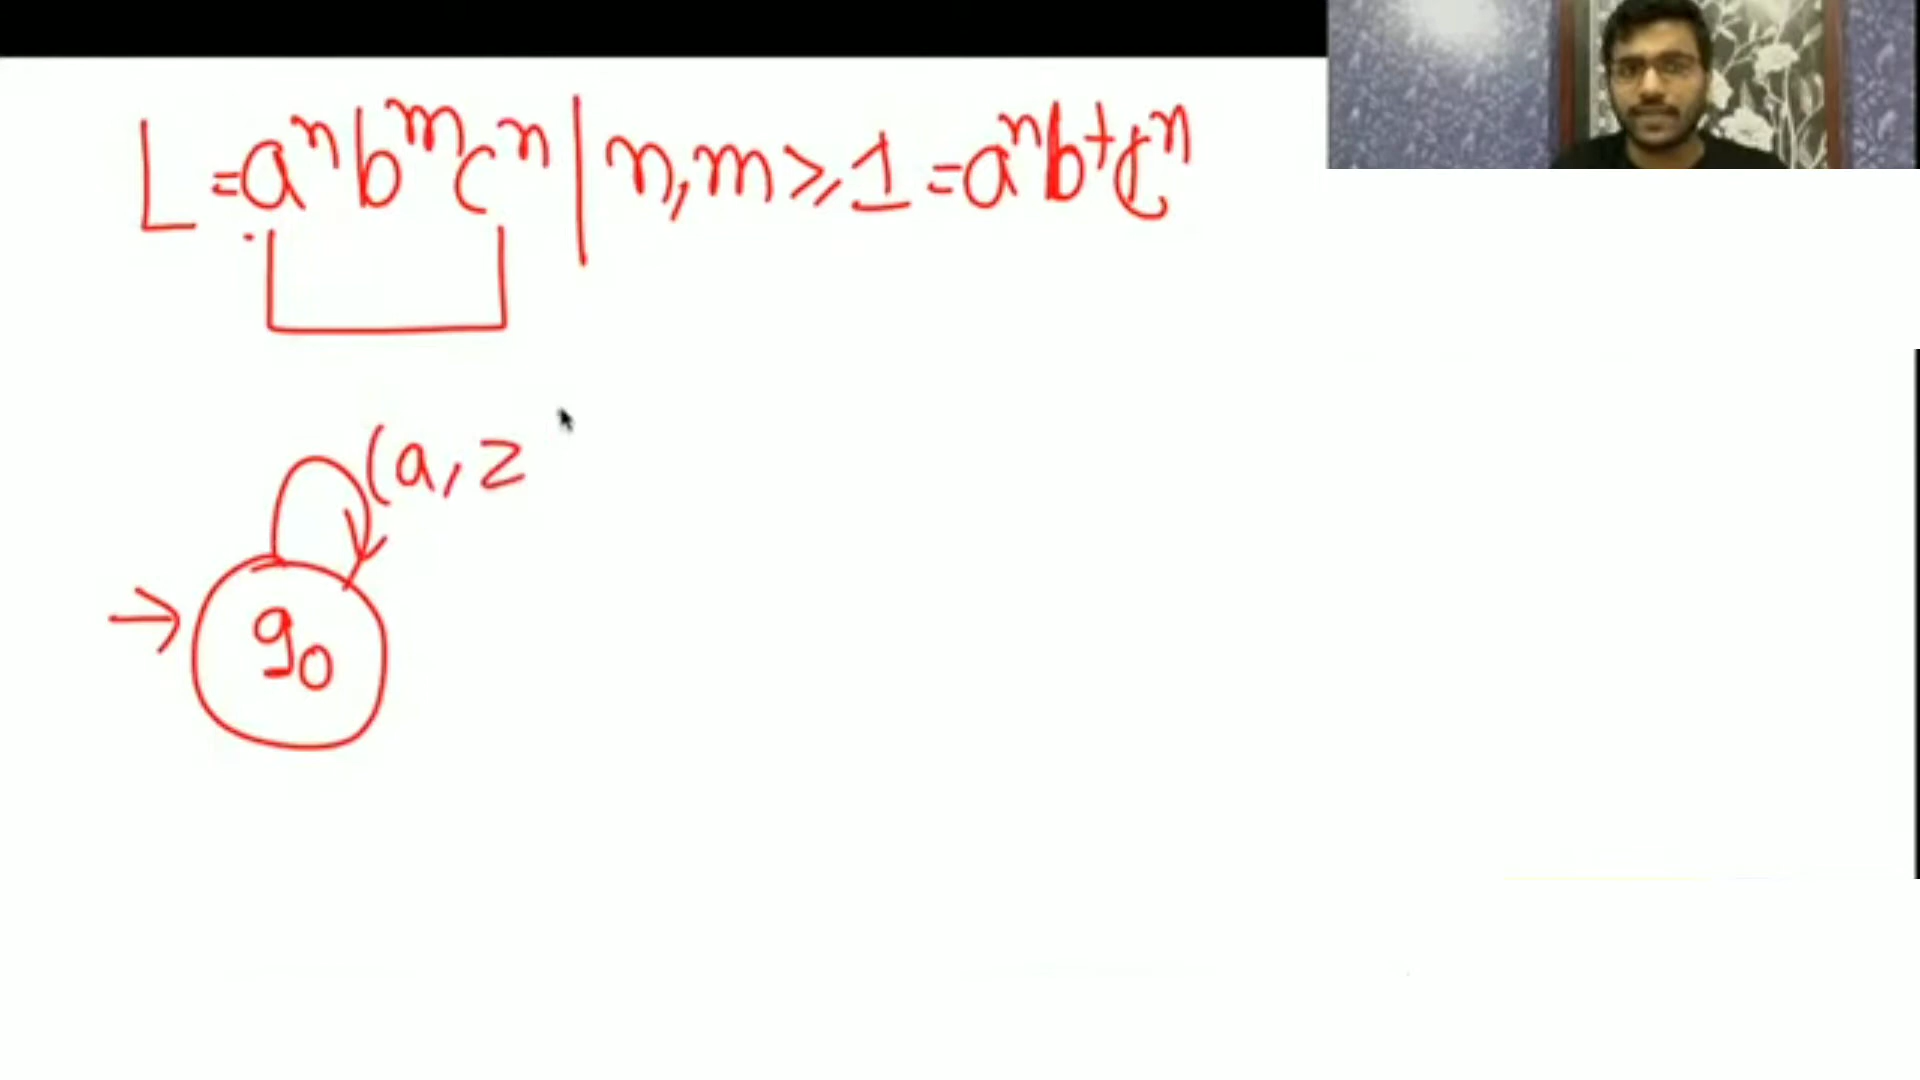 L = aⁿbᵐcⁿ | n,m ≥ 1 = aⁿb⁺cⁿ
(a, z
q₀